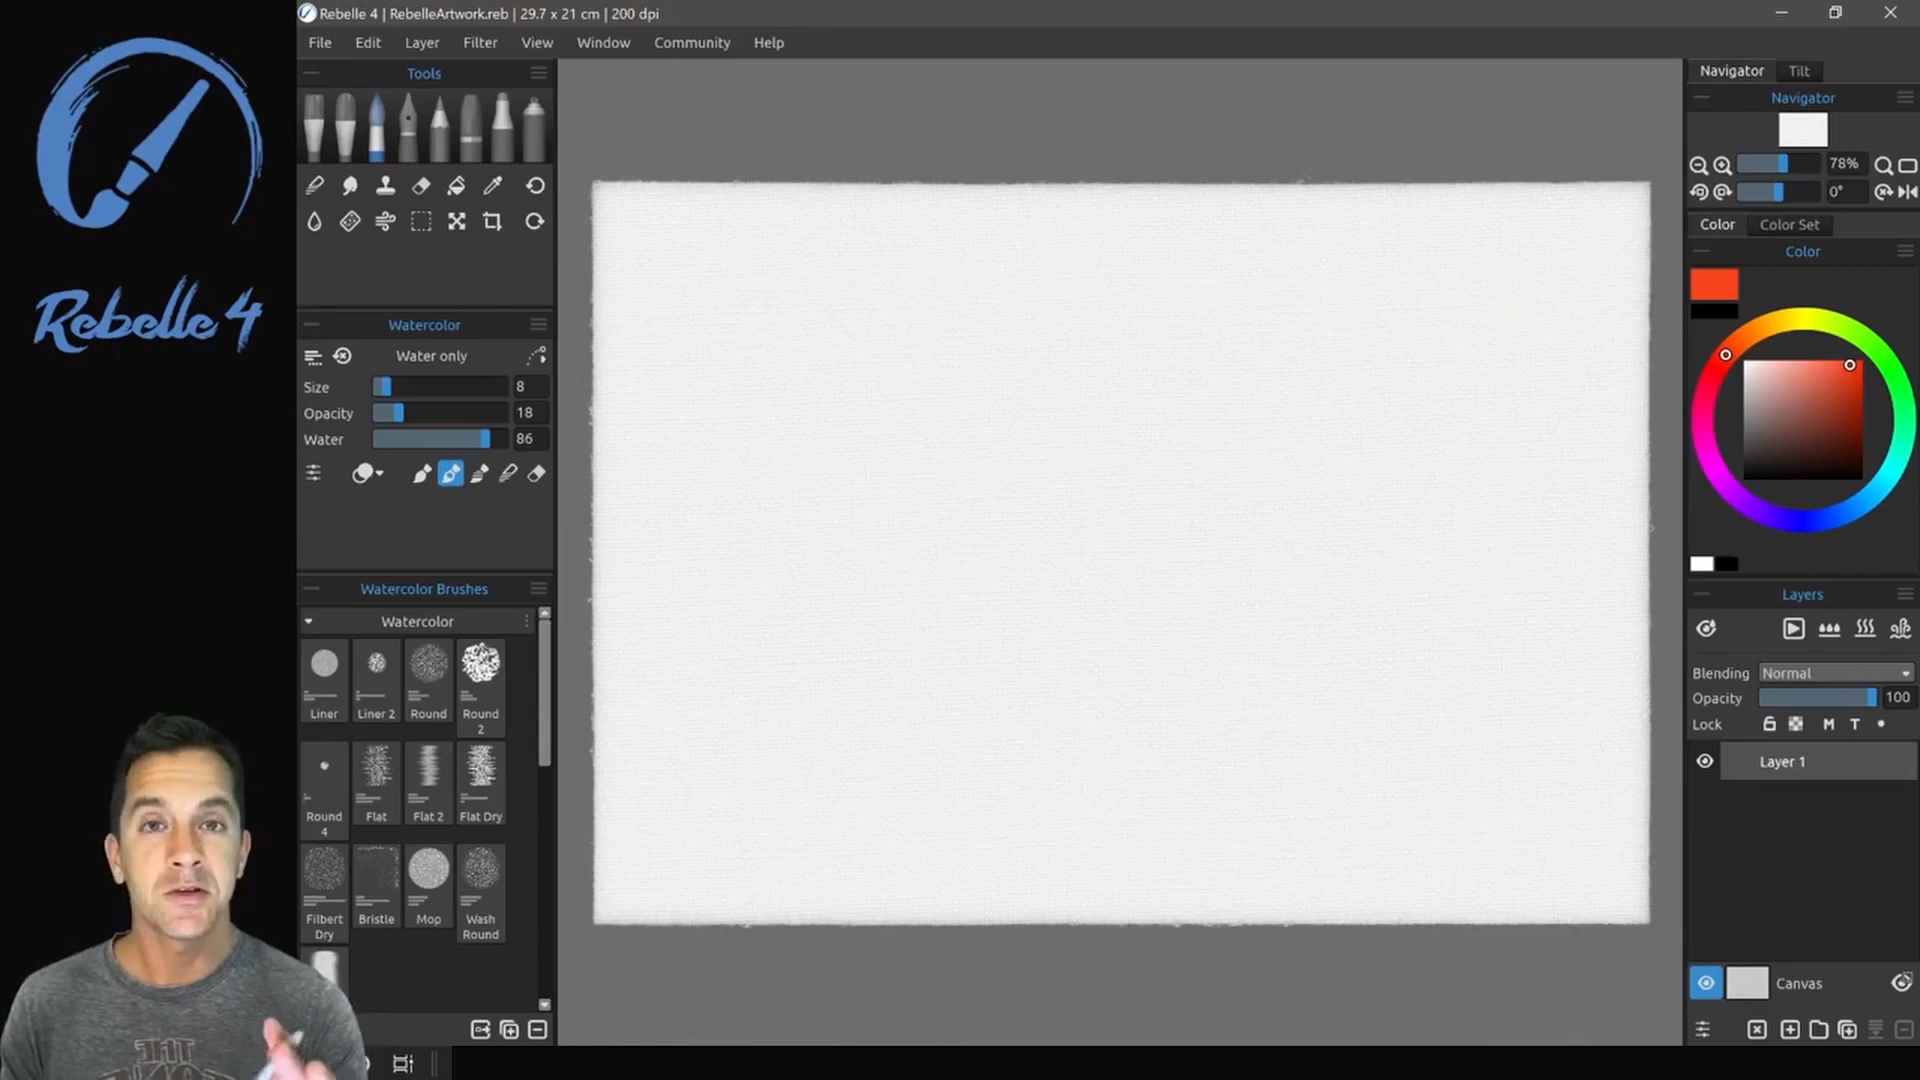 Rebelle 4 | RebelleArtwork.reb | 29.7 x 21 cm | 200 dpi
File Edit Layer Filter View Window Community Help
Rebelle 4
Tools
Watercolor
Water only
Size 8
Opacity 18
Water 86
Watercolor Brushes
Watercolor
Liner Liner 2 Round Round 2
Round 4 Flat Flat 2 Flat Dry
Filbert Dry Bristle Mop Wash Round
Navigator Tilt
Navigator
78%
0°
Color Color Set
Color
Layers
Blending Normal
Opacity 100
Lock M T
Layer 1
Canvas
THE